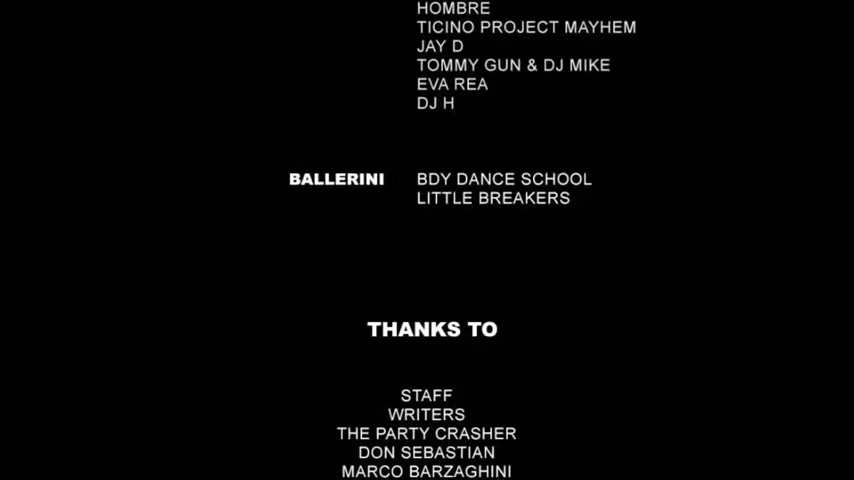 HOMBRE
TICINO PROJECT MAYHEM
JAY D
TOMMY GUN & DJ MIKE
EVA REA
DJ H
BALLERINI BDY DANCE SCHOOL
LITTLE BREAKERS
THANKS TO
STAFF
WRITERS
THE PARTY CRASHER
DON SEBASTIAN
MARCO BARZAGHINI